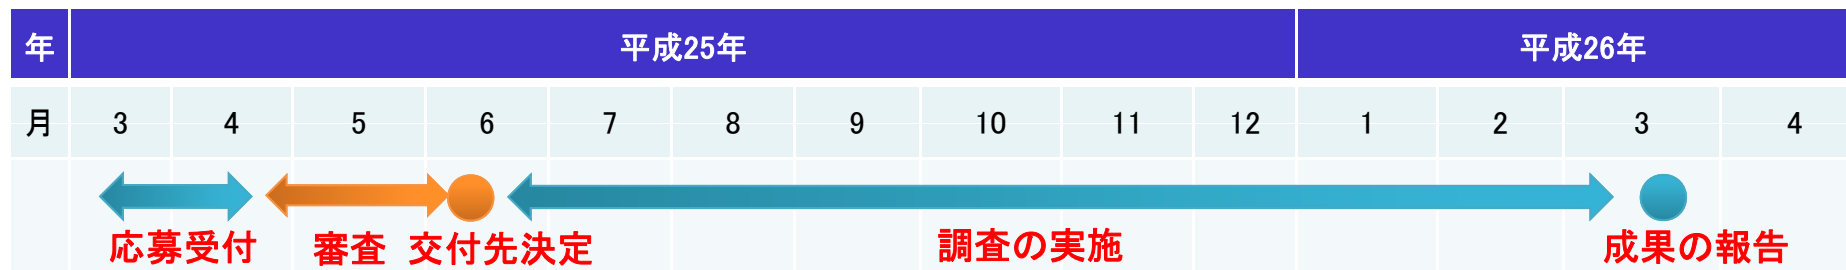 年 平成25年 平成26年
月 3 4 5 6 7 8 9 10 11 12 1 2 3 4
応募受付 審査 交付先決定 調査の実施 成果の報告